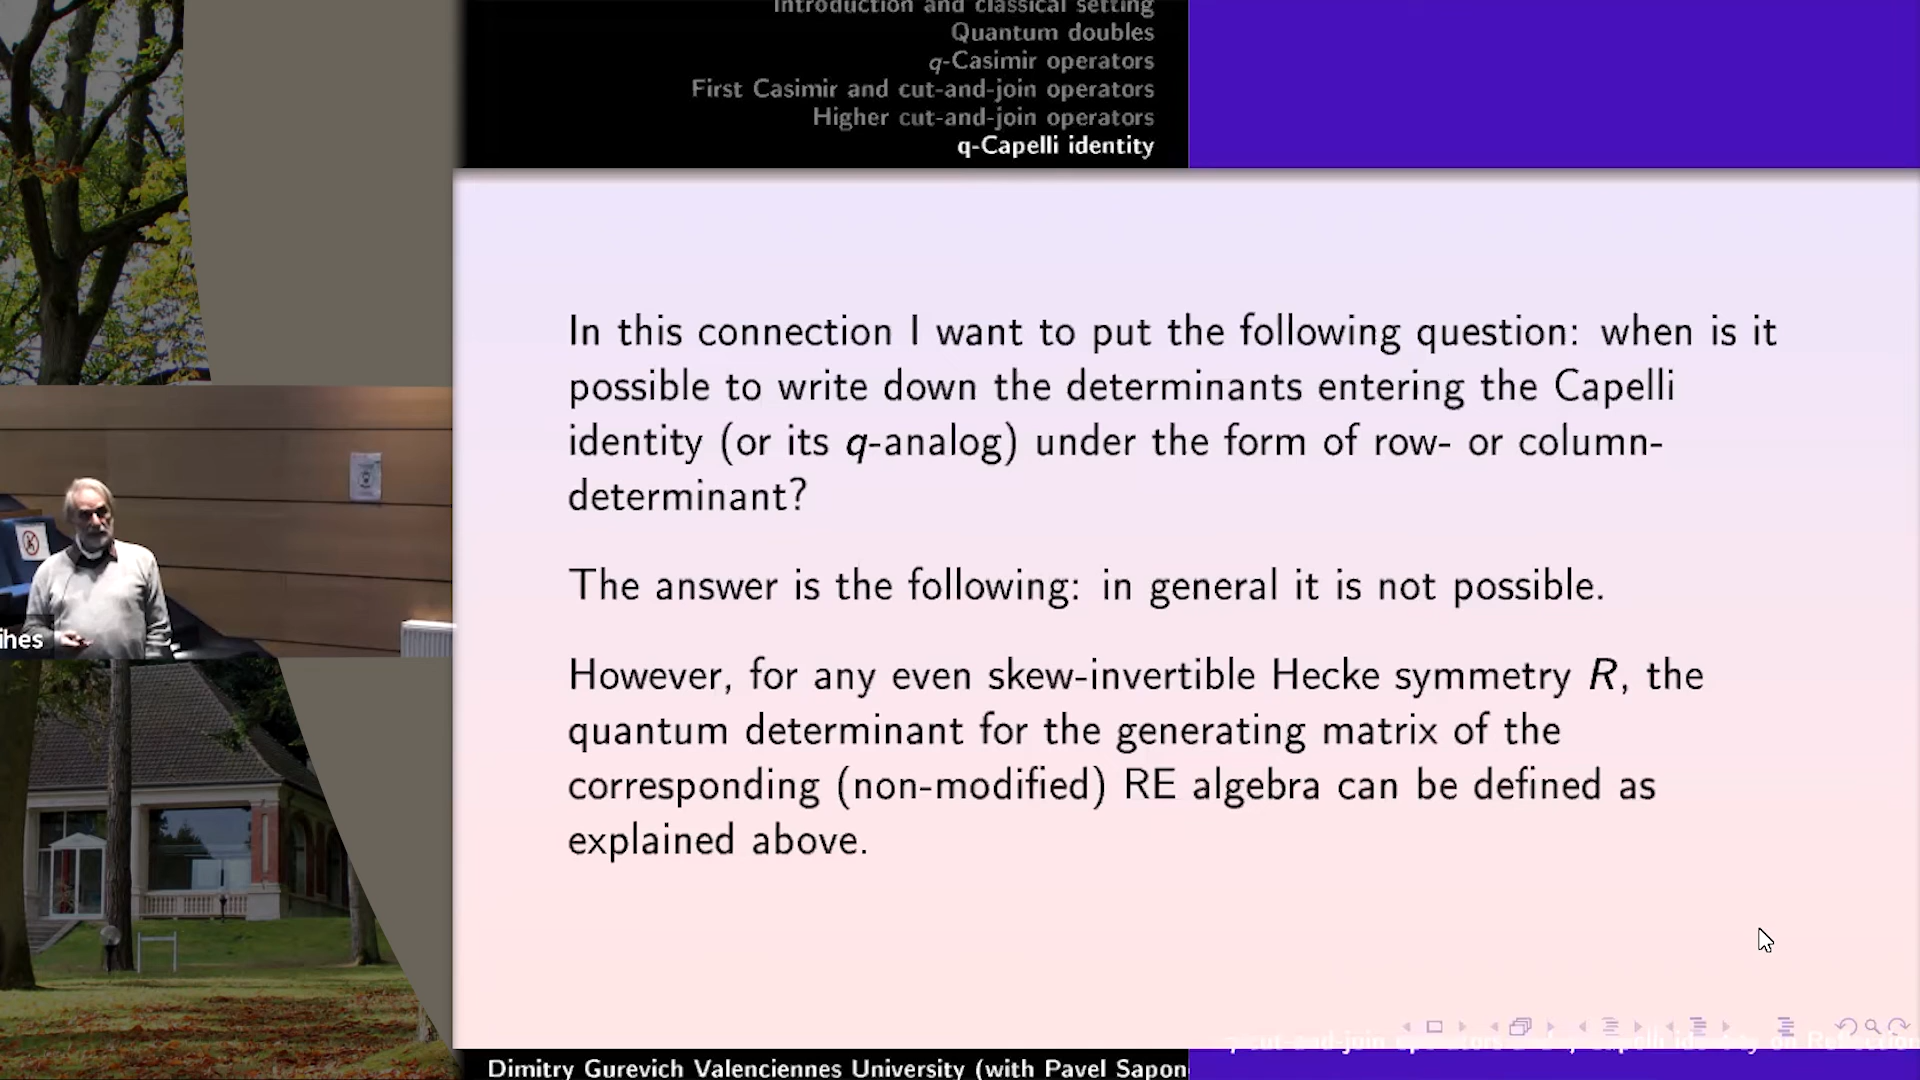 Introduction and classical setting
Quantum doubles
q-Casimir operators
First Casimir and cut-and-join operators
Higher cut-and-join operators
q-Capelli identity
In this connection I want to put the following question: when is it
possible to write down the determinants entering the Capelli
identity (or its q-analog) under the form of row- or column-
determinant?
The answer is the following: in general it is not possible.
However, for any even skew-invertible Hecke symmetry R, the
quantum determinant for the generating matrix of the
corresponding (non-modified) RE algebra can be defined as
explained above.
ihes
Dimitry Gurevich Valenciennes University (with Pavel Sapon